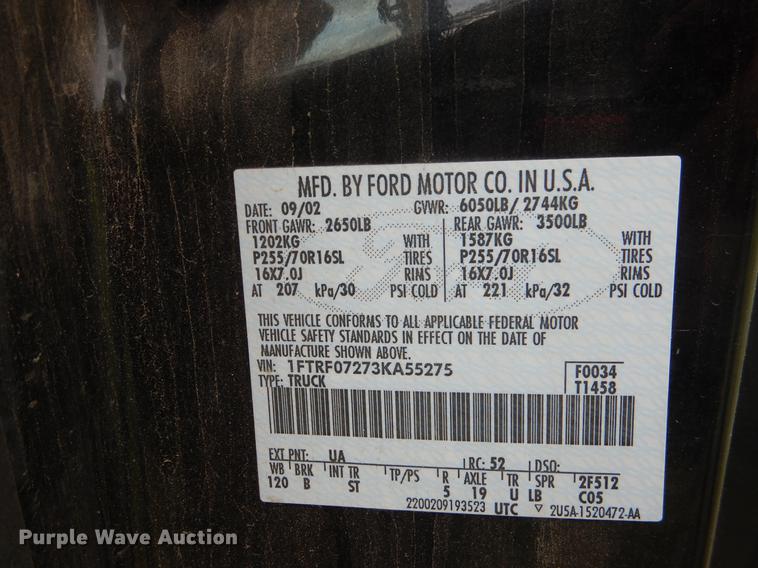 MFD. BY FORD MOTOR CO. IN U.S.A.
DATE: 09/02 GVWR: 6050LB/ 2744KG
FRONT GAWR: 2650LB REAR GAWR: 3500LB
1202KG WITH 1587KG WITH
P255/70R16SL TIRES P255/70R16SL TIRES
16X7.0J RIMS 16X7.0J RIMS
AT 207 kPa/30 PSI COLD AT 221 kPa/32 PSI COLD
THIS VEHICLE CONFORMS TO ALL APPLICABLE FEDERAL MOTOR
VEHICLE SAFETY STANDARDS IN EFFECT ON THE DATE OF
MANUFACTURE SHOWN ABOVE.
VIN: 1FTRF07273KA55275 F0034
TYPE: TRUCK T1458
EXT PNT: UA RC: 52 DSO:
WB BRK INT TR TP/PS R AXLE TR SPR 2F512
120 B ST 5 19 U LB C05
2200209193523 UTC ▽ 2U5A-1520472-AA
Purple Wave Auction